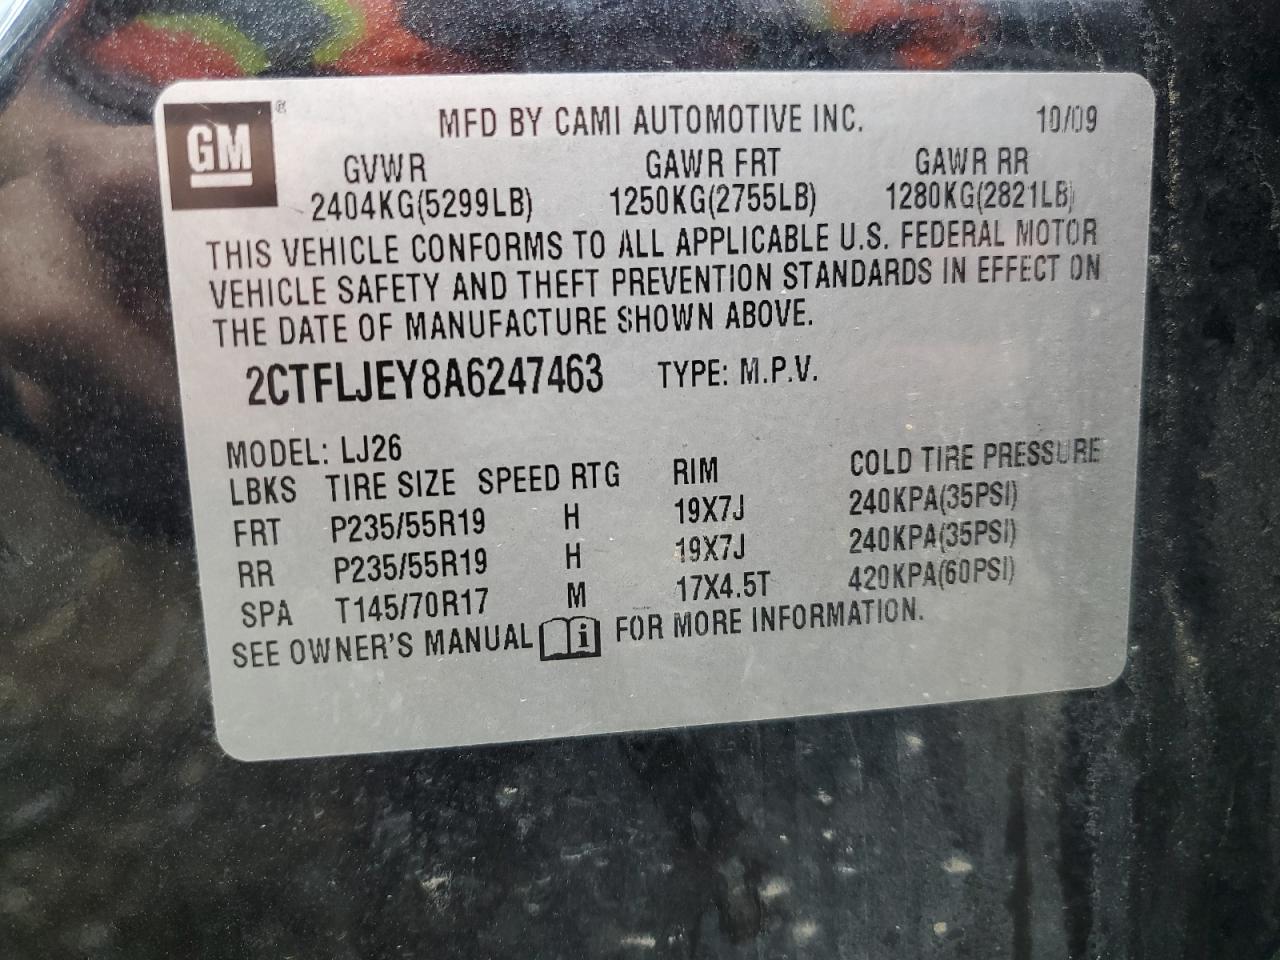 GM®
MFD BY CAMI AUTOMOTIVE INC. 10/09
GVWR GAWR FRT GAWR RR
2404KG(5299LB) 1250KG(2755LB) 1280KG(2821LB)
THIS VEHICLE CONFORMS TO ALL APPLICABLE U.S. FEDERAL MOTOR
VEHICLE SAFETY AND THEFT PREVENTION STANDARDS IN EFFECT ON
THE DATE OF MANUFACTURE SHOWN ABOVE.
2CTFLJEY8A6247463 TYPE: M.P.V.
MODEL: LJ26
LBKS TIRE SIZE SPEED RTG RIM COLD TIRE PRESSURE
FRT P235/55R19 H 19X7J 240KPA(35PSI)
RR P235/55R19 H 19X7J 240KPA(35PSI)
SPA T145/70R17 M 17X4.5T 420KPA(60PSI)
SEE OWNER'S MANUAL i FOR MORE INFORMATION.